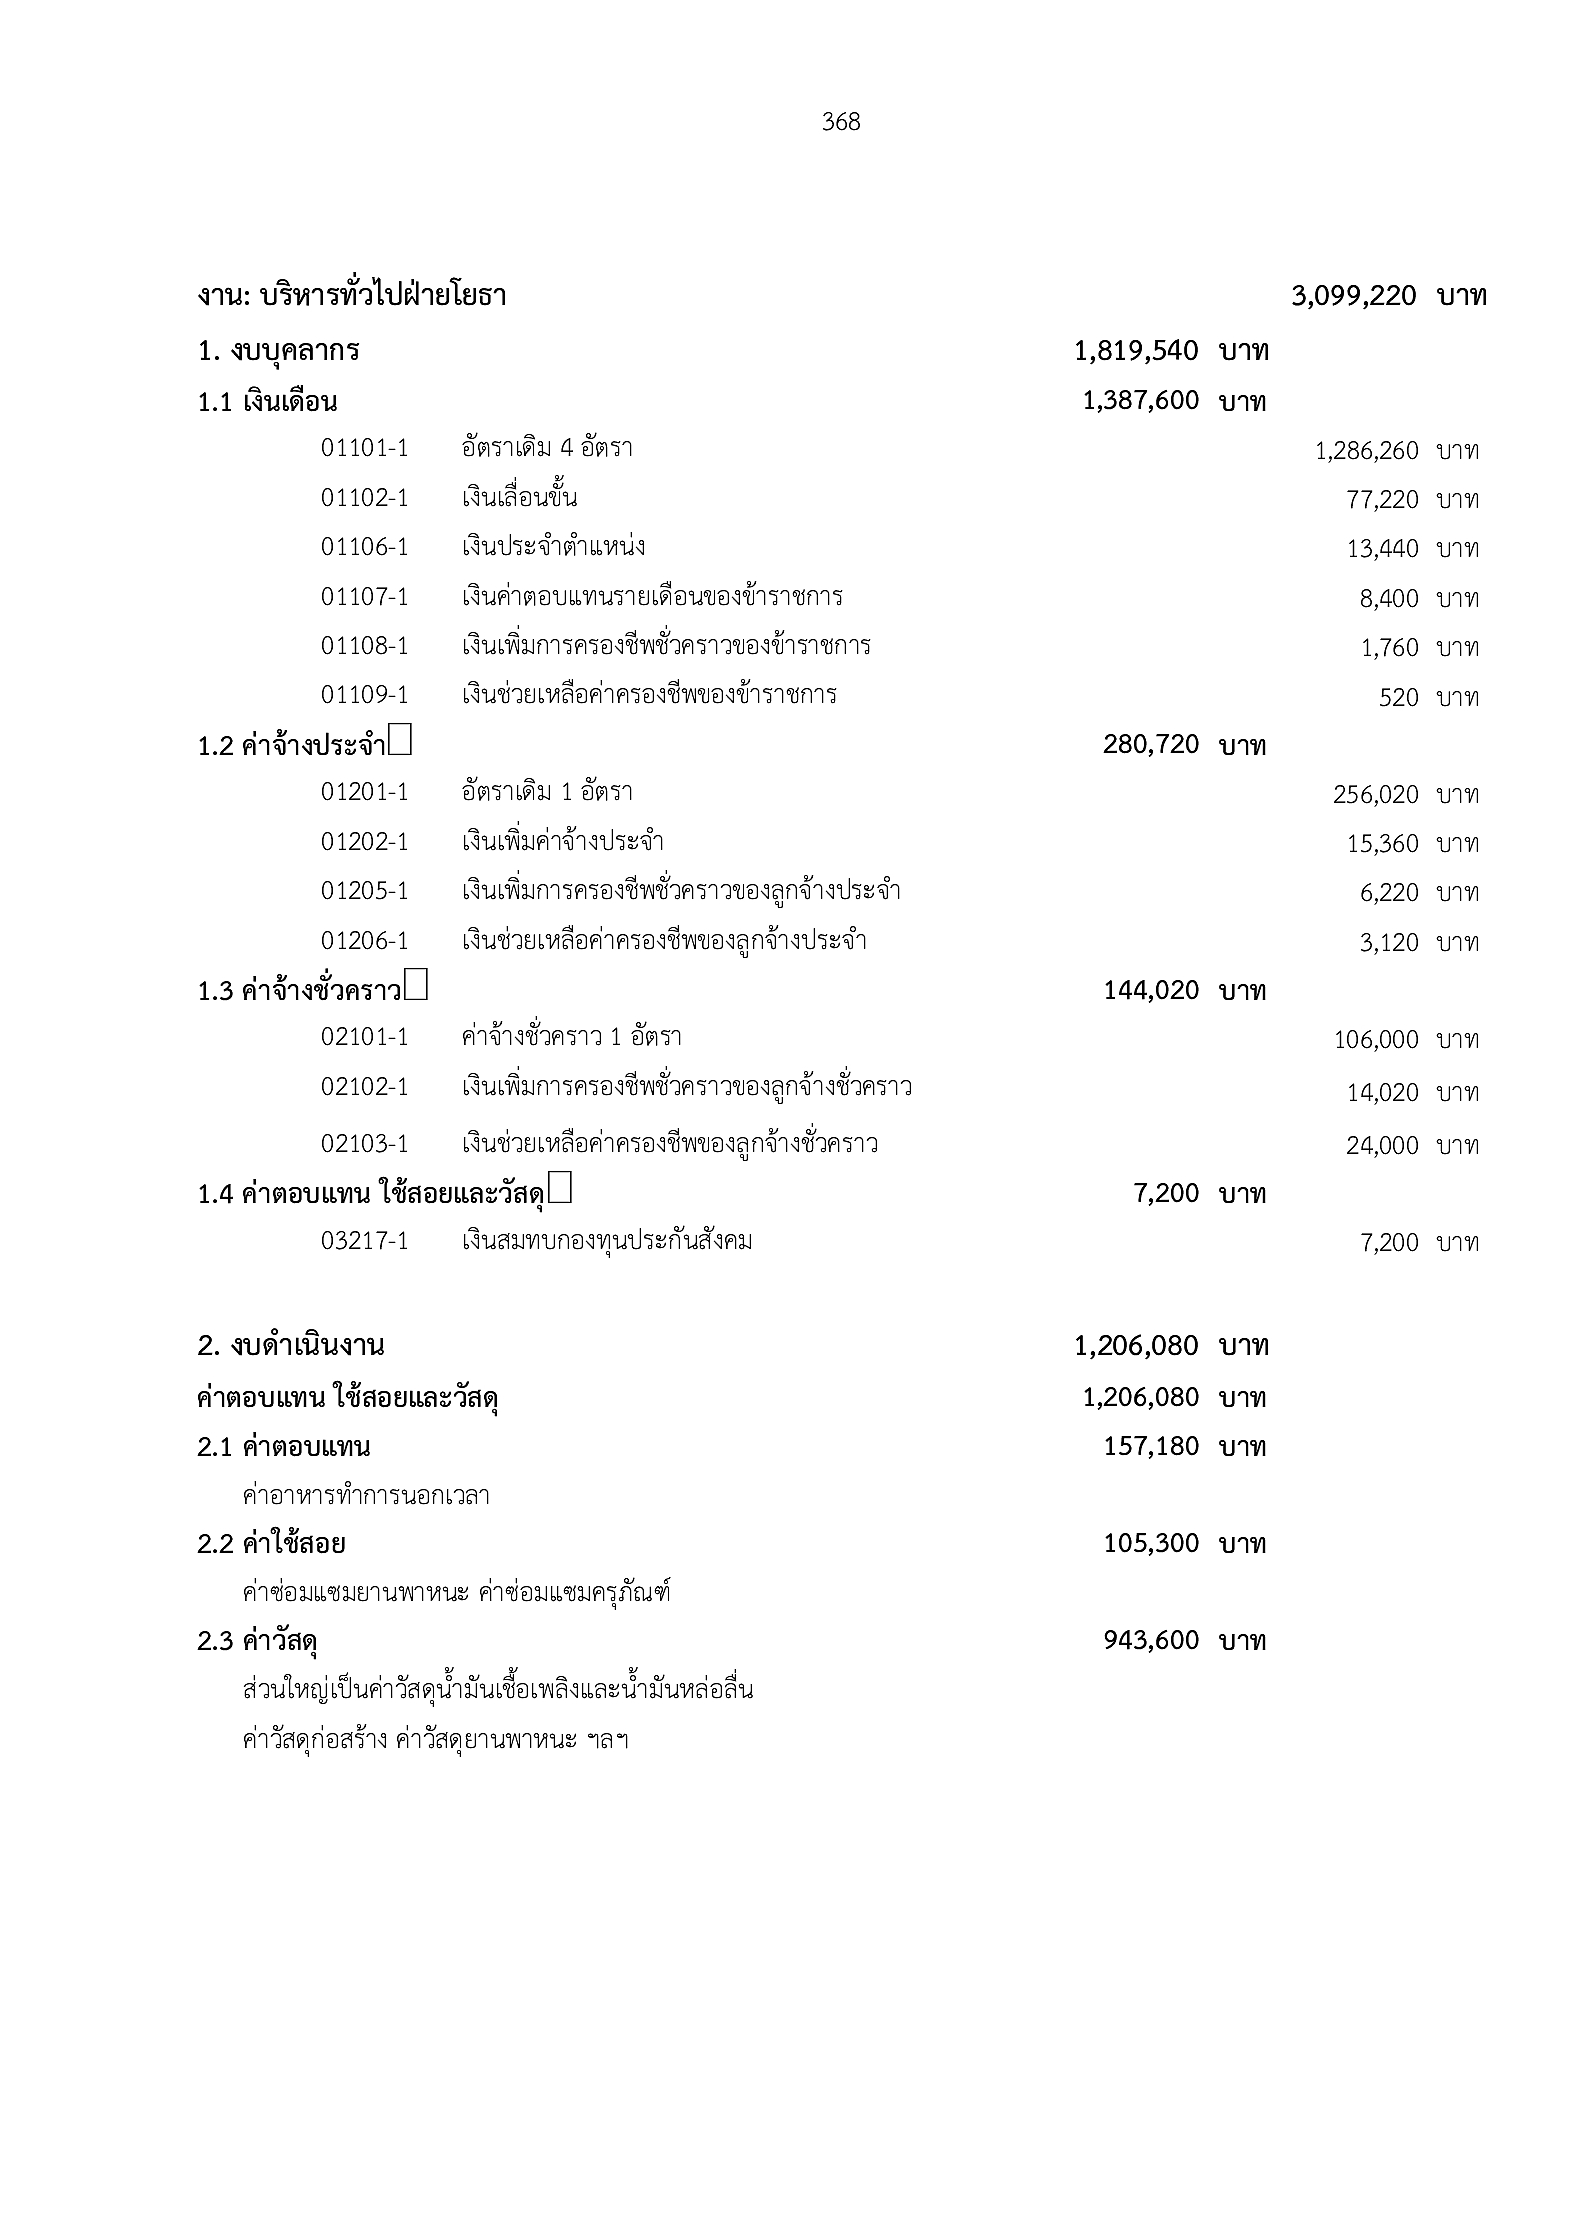 368
งาน: บริหารทั่วไปฝ่ายโยธา 3,099,220 บาท
1. งบบุคลากร 1,819,540 บาท
1.1 เงินเดือน 1,387,600 บาท
01101-1 อัตราเดิม 4 อัตรา 1,286,260 บาท
01102-1 เงินเลื่อนขั้น 77,220 บาท
01106-1 เงินประจำตำแหน่ง 13,440 บาท
01107-1 เงินค่าตอบแทนรายเดือนของข้าราชการ 8,400 บาท
01108-1 เงินเพิ่มการครองชีพชั่วคราวของข้าราชการ 1,760 บาท
01109-1 เงินช่วยเหลือค่าครองชีพของข้าราชการ 520 บาท
1.2 ค่าจ้างประจำ 280,720 บาท
01201-1 อัตราเดิม 1 อัตรา 256,020 บาท
01202-1 เงินเพิ่มค่าจ้างประจำ 15,360 บาท
01205-1 เงินเพิ่มการครองชีพชั่วคราวของลูกจ้างประจำ 6,220 บาท
01206-1 เงินช่วยเหลือค่าครองชีพของลูกจ้างประจำ 3,120 บาท
1.3 ค่าจ้างชั่วคราว 144,020 บาท
02101-1 ค่าจ้างชั่วคราว 1 อัตรา 106,000 บาท
02102-1 เงินเพิ่มการครองชีพชั่วคราวของลูกจ้างชั่วคราว 14,020 บาท
02103-1 เงินช่วยเหลือค่าครองชีพของลูกจ้างชั่วคราว 24,000 บาท
1.4 ค่าตอบแทน ใช้สอยและวัสดุ 7,200 บาท
03217-1 เงินสมทบกองทุนประกันสังคม 7,200 บาท
2. งบดำเนินงาน 1,206,080 บาท
ค่าตอบแทน ใช้สอยและวัสดุ 1,206,080 บาท
2.1 ค่าตอบแทน 157,180 บาท
ค่าอาหารทำการนอกเวลา
2.2 ค่าใช้สอย 105,300 บาท
ค่าซ่อมแซมยานพาหนะ ค่าซ่อมแซมครุภัณฑ์
2.3 ค่าวัสดุ 943,600 บาท
ส่วนใหญ่เป็นค่าวัสดุน้ำมันเชื้อเพลิงและน้ำมันหล่อลื่น
ค่าวัสดุก่อสร้าง ค่าวัสดุยานพาหนะ ฯลฯ